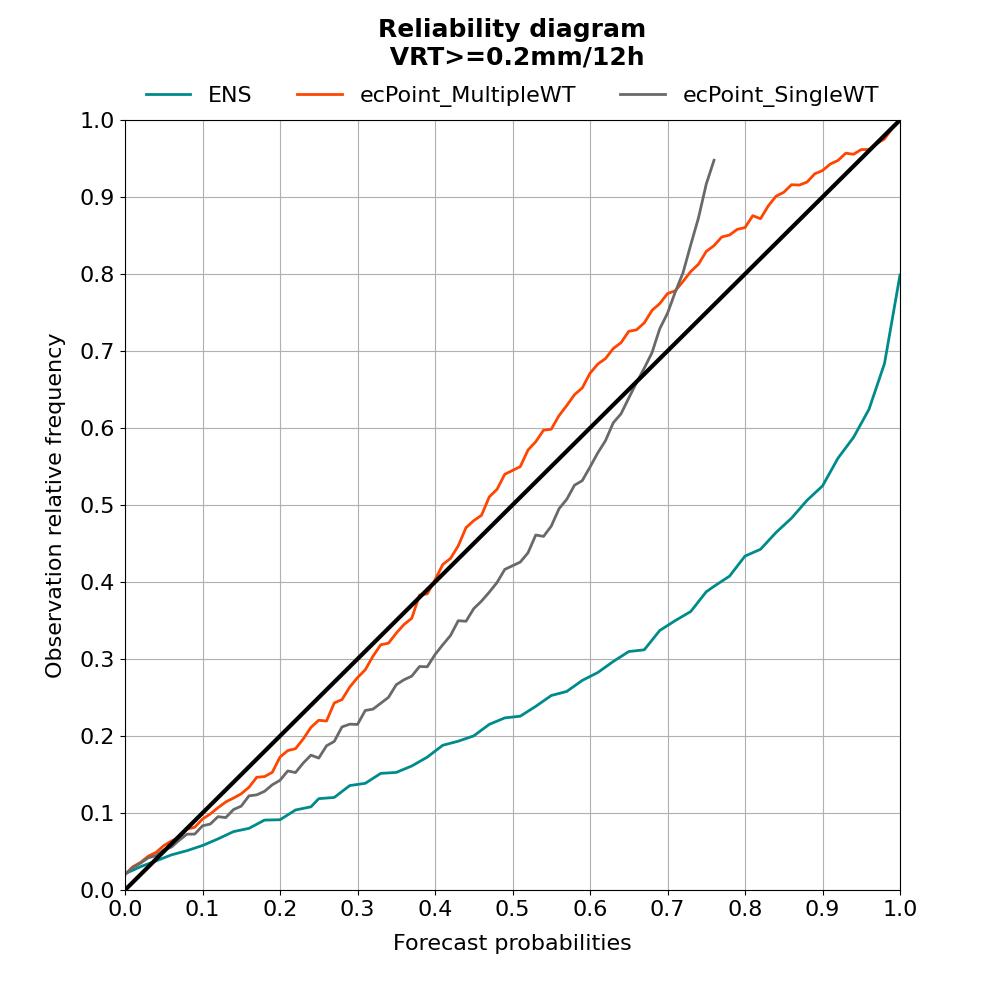 Reliability diagram
VRT>=0.2mm/12h
ENS ecPoint_MultipleWT ecPoint_SingleWT
1.0
0.9
0.8
0.7
0.6
0.5
0.4
0.3
0.2
0.1
0.0
Observation relative frequency
0.0 0.1 0.2 0.3 0.4 0.5 0.6 0.7 0.8 0.9 1.0
Forecast probabilities